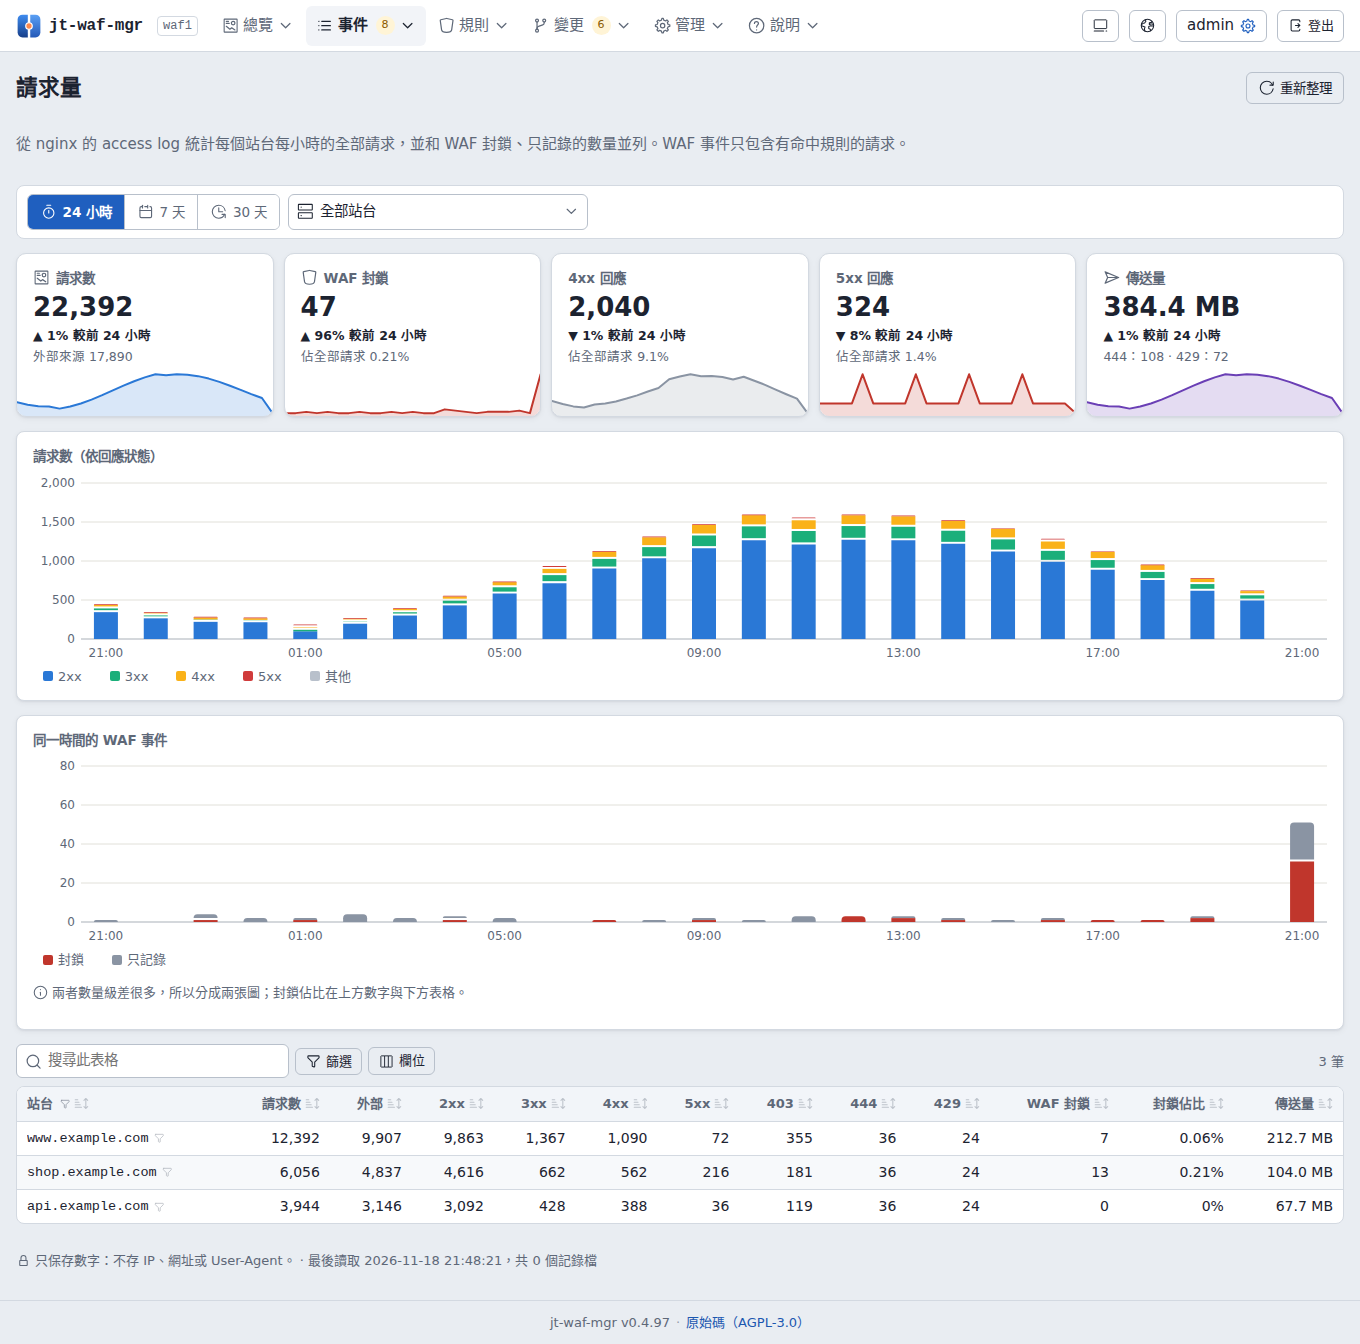 jt-waf-mgr waf1 總覽 事件 8 規則 變更 6 管理 說明 admin 登出
請求量 重新整理
從 nginx 的 access log 統計每個站台每小時的全部請求，並和 WAF 封鎖、只記錄的數量並列。WAF 事件只包含有命中規則的請求。
24 小時 7 天 30 天 全部站台
請求數 WAF 封鎖 4xx 回應 5xx 回應 傳送量
22,392 47 2,040 324 384.4 MB
▲ 1% 較前 24 小時 ▲ 96% 較前 24 小時 ▼ 1% 較前 24 小時 ▼ 8% 較前 24 小時 ▲ 1% 較前 24 小時
外部來源 17,890 佔全部請求 0.21% 佔全部請求 9.1% 佔全部請求 1.4% 444：108 · 429：72
請求數（依回應狀態）
2,000
1,500
1,000
500
0
21:00 01:00 05:00 09:00 13:00 17:00 21:00
2xx 3xx 4xx 5xx 其他
同一時間的 WAF 事件
80
60
40
20
0
21:00 01:00 05:00 09:00 13:00 17:00 21:00
封鎖 只記錄
兩者數量級差很多，所以分成兩張圖；封鎖佔比在上方數字與下方表格。
搜尋此表格 篩選 欄位 3 筆
站台 請求數 外部 2xx 3xx 4xx 5xx 403 444 429 WAF 封鎖 封鎖佔比 傳送量
www.example.com 12,392 9,907 9,863 1,367 1,090 72 355 36 24 7 0.06% 212.7 MB
shop.example.com 6,056 4,837 4,616 662 562 216 181 36 24 13 0.21% 104.0 MB
api.example.com 3,944 3,146 3,092 428 388 36 119 36 24 0 0% 67.7 MB
只保存數字：不存 IP、網址或 User-Agent。 · 最後讀取 2026-11-18 21:48:21，共 0 個記錄檔
jt-waf-mgr v0.4.97 · 原始碼（AGPL-3.0）